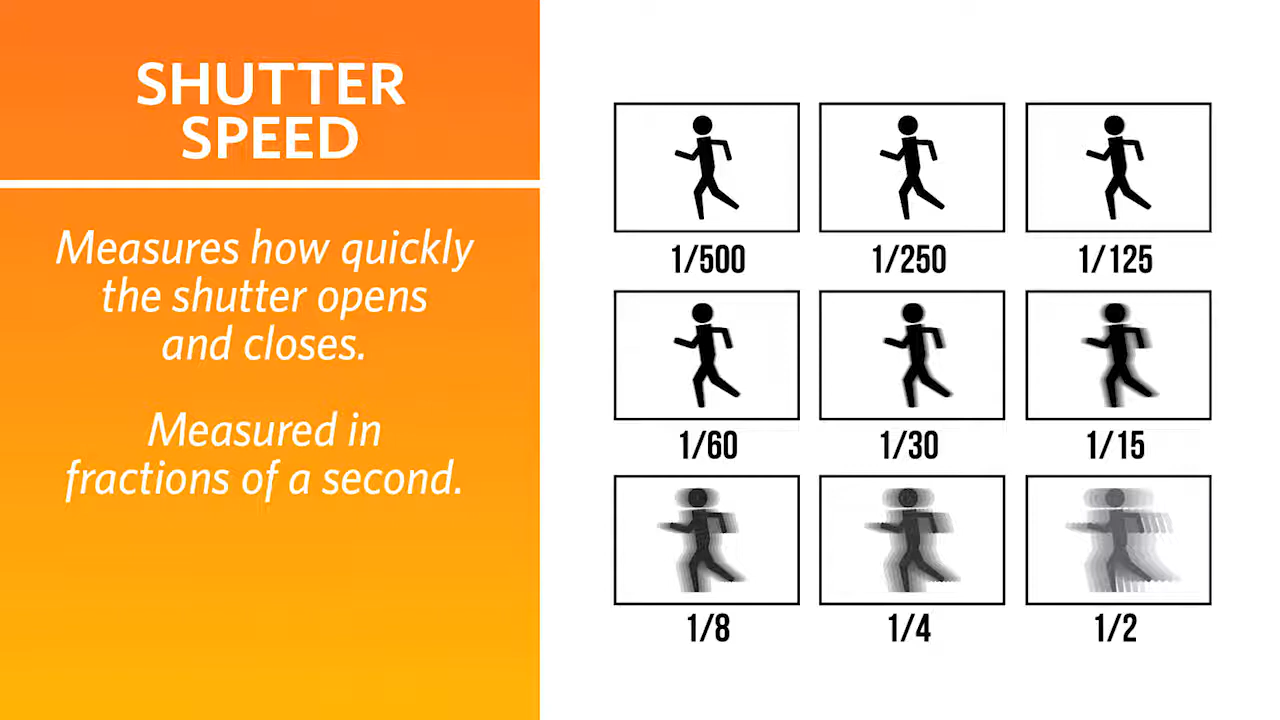 SHUTTER
SPEED
Measures how quickly
the shutter opens
and closes.
Measured in
fractions of a second.
1/500
1/250
1/125
1/60
1/30
1/15
1/8
1/4
1/2